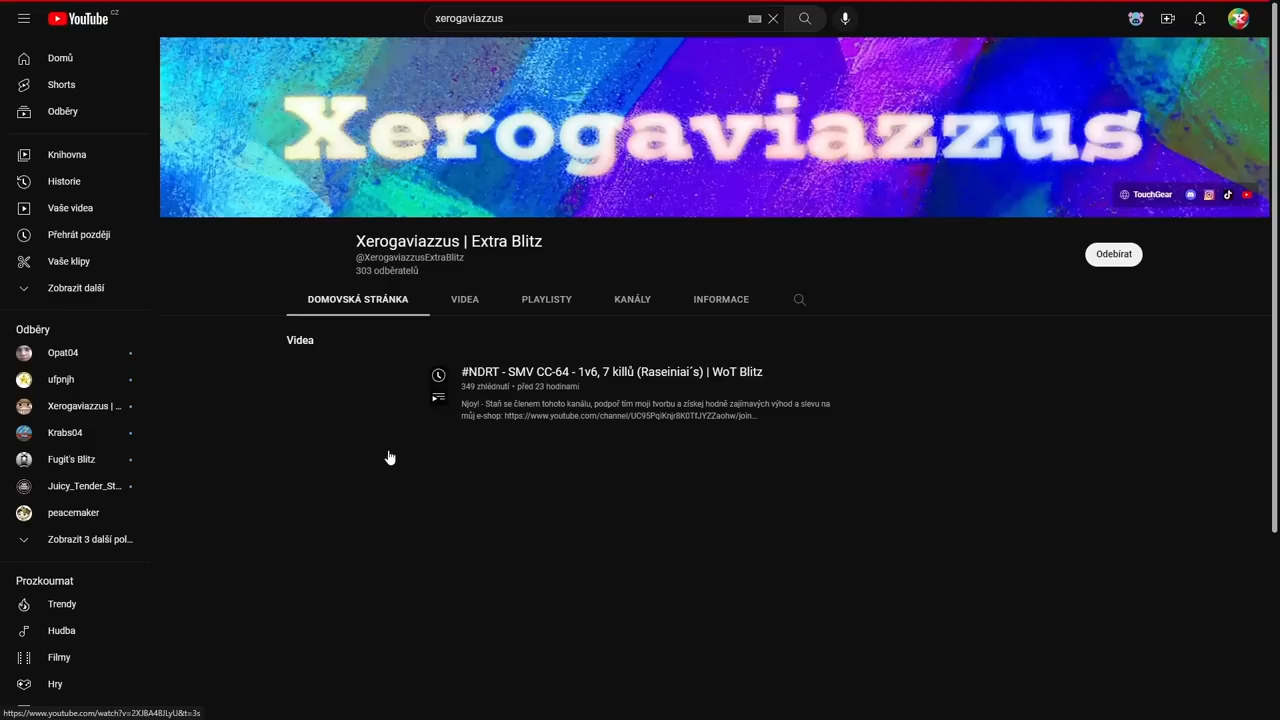 YouTube CZ
xerogaviazzus
Domů
Shorts
Odběry
Knihovna
Historie
Vaše videa
Přehrát později
Vaše klipy
Zobrazit další
Odběry
Opat04
ufpnjh
Xerogaviazzus | ...
Krabs04
Fugit's Blitz
Juicy_Tender_St...
peacemaker
Zobrazit 3 další pol...
Prozkoumat
Trendy
Hudba
Filmy
Hry
Xerogaviazzus
TouchGear
Xerogaviazzus | Extra Blitz
@XerogaviazzusExtraBlitz
303 odběratelů
Odebírat
DOMOVSKÁ STRÁNKA VIDEA PLAYLISTY KANÁLY INFORMACE
Videa
#NDRT - SMV CC-64 - 1v6, 7 killů (Raseiniai´s) | WoT Blitz
349 zhlédnutí • před 23 hodinami
Njoy! - Staň se členem tohoto kanálu, podpoř tím moji tvorbu a získej hodně zajímavých výhod a slevu na
můj e-shop: https://www.youtube.com/channel/UC95PqiKnjr8K0TfJYZZaohw/join...
https://www.youtube.com/watch?v=2XJBA4BJLyU&t=3s